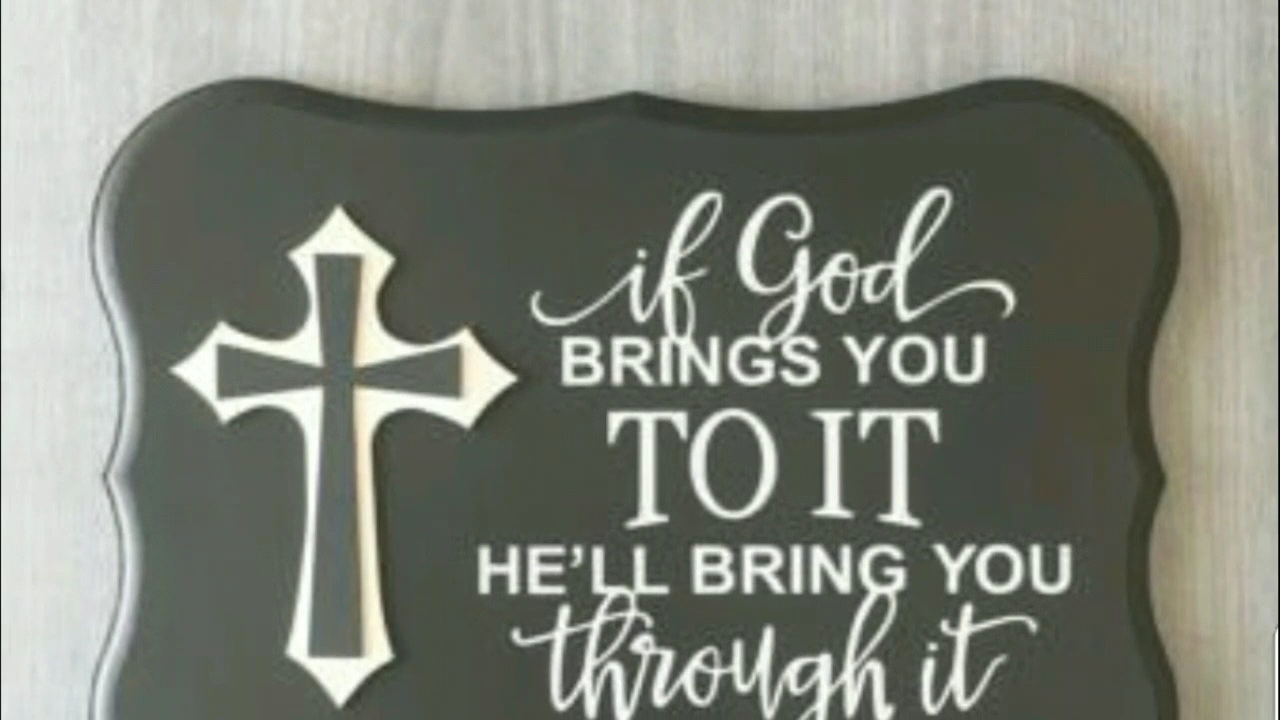 if God
BRINGS YOU
TO IT
HE'LL BRING YOU
through it